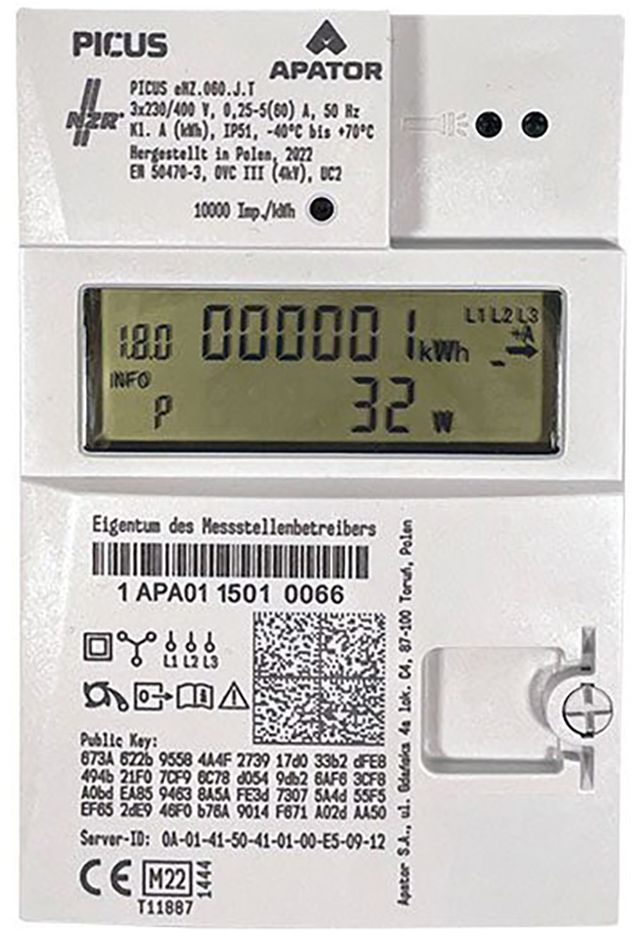 PICUS
APATOR
NZR
PICUS eHZ.060.J.T
3x230/400 V, 0,25-5(60) A, 50 Hz
Kl. A (kWh), IP51, -40°C bis +70°C
Hergestellt in Polen, 2022
EN 50470-3, OVC III (4kV), UC2
10000 Imp./kWh
L1 L2 L3
+A
1.8.0 000001 kWh
INFO
P 32 W
Eigentum des Messstellenbetreibers
1 APA01 1501 0066
L1 L2 L3
Public Key:
673A 622b 9558 4A4F 2739 17d0 33b2 dFE8
494b 21F0 7CF9 6C78 d054 9db2 6AF6 3CF8
A0bd EA85 9463 8A5A FE3d 7307 5A4d 55F5
EF65 2dE9 46F0 b76A 9014 F671 A02d AA50
Server-ID: 0A-01-41-50-41-01-00-E5-09-12
CE M22 1444
T11887
Apator S.A., ul. Gdańska 4a lok. C4, 87-100 Toruń, Polen